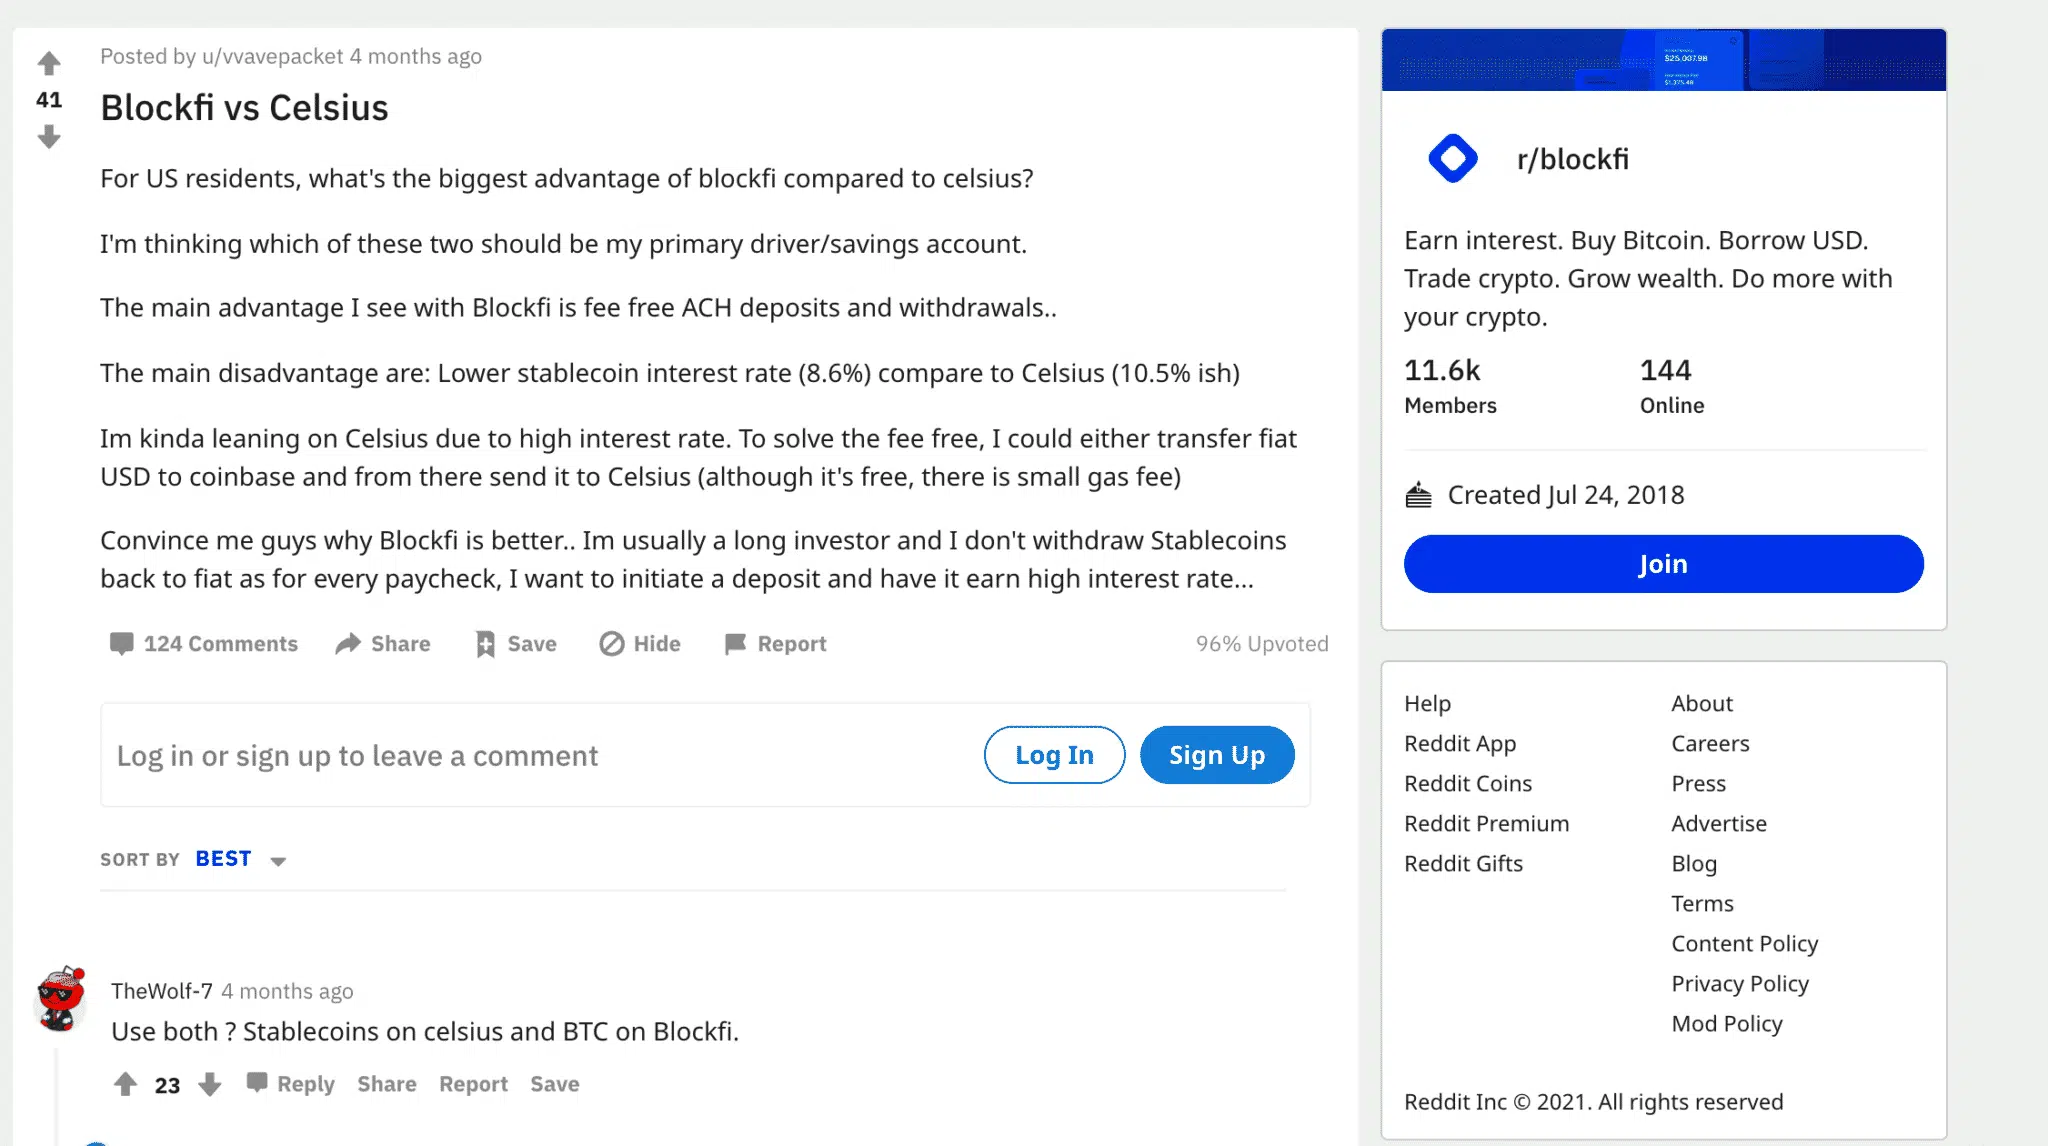 Posted by u/vvavepacket 4 months ago
41
Blockfi vs Celsius
For US residents, what's the biggest advantage of blockfi compared to celsius?
I'm thinking which of these two should be my primary driver/savings account.
The main advantage I see with Blockfi is fee free ACH deposits and withdrawals..
The main disadvantage are: Lower stablecoin interest rate (8.6%) compare to Celsius (10.5% ish)
Im kinda leaning on Celsius due to high interest rate. To solve the fee free, I could either transfer fiat
USD to coinbase and from there send it to Celsius (although it's free, there is small gas fee)
Convince me guys why Blockfi is better.. Im usually a long investor and I don't withdraw Stablecoins
back to fiat as for every paycheck, I want to initiate a deposit and have it earn high interest rate...
124 Comments Share Save Hide Report 96% Upvoted
Log in or sign up to leave a comment Log In Sign Up
SORT BY BEST
TheWolf-7 4 months ago
Use both ? Stablecoins on celsius and BTC on Blockfi.
23 Reply Share Report Save
$25,007.98
r/blockfi
Earn interest. Buy Bitcoin. Borrow USD.
Trade crypto. Grow wealth. Do more with
your crypto.
11.6k 144
Members Online
Created Jul 24, 2018
Join
Help About
Reddit App Careers
Reddit Coins Press
Reddit Premium Advertise
Reddit Gifts Blog
Terms
Content Policy
Privacy Policy
Mod Policy
Reddit Inc © 2021. All rights reserved